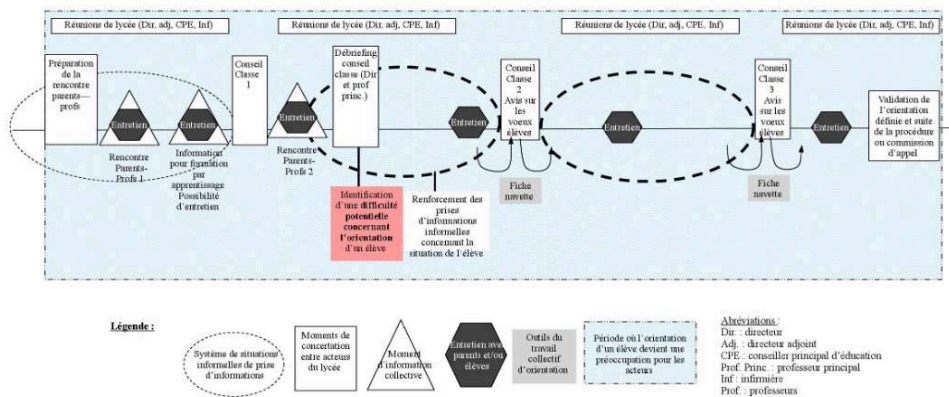 Réunions de lycée (Dir, adj, CPE, Inf)
Réunions de lycée (Dir, adj, CPE, Inf)
Réunions de lycée (Dir, adj, CPE, Inf)
Réunions de lycée (Dir, adj, CPE, Inf)
Préparation
de la
rencontre
parents—
profs
Entretien
Rencontre
Parents-
Profs 1
Entretien
Information
pour formation
par
apprentissage
Possibilité
d'entretien
Conseil
Classe
1
Entretien
Rencontre
Parents-
Profs 2
Débriefing
conseil
classe (Dir
et prof
princ.)
Identification
d'une difficulté
potentielle
concernant
l'orientation
d'un élève
Renforcement des
prises
d'informations
informelles
concernant la
situation de l'élève
Entretien
Conseil
Classe
2
Avis sur
les voeux
élèves
Fiche
navette
Entretien
Conseil
Classe
3
Avis sur
les voeux
élèves
Fiche
navette
Entretien
Validation de
l'orientation
définie et suite
de la procédure
ou commission
d'appel
Légende :
Système de situations
informelles de prise
d'informations
Moments de
concertation
entre acteurs
du lycée
Moment
d'information
collective
Entretien avec
parents et/ou
élèves
Outils du
travail
collectif
d'orientation
Période où l'orientation
d'un élève devient une
préoccupation pour les
acteurs
Abréviations :
Dir. : directeur
Adj. : directeur adjoint
CPE : conseiller principal d'éducation
Prof. Princ. : professeur principal
Inf : infirmière
Prof. : professeurs